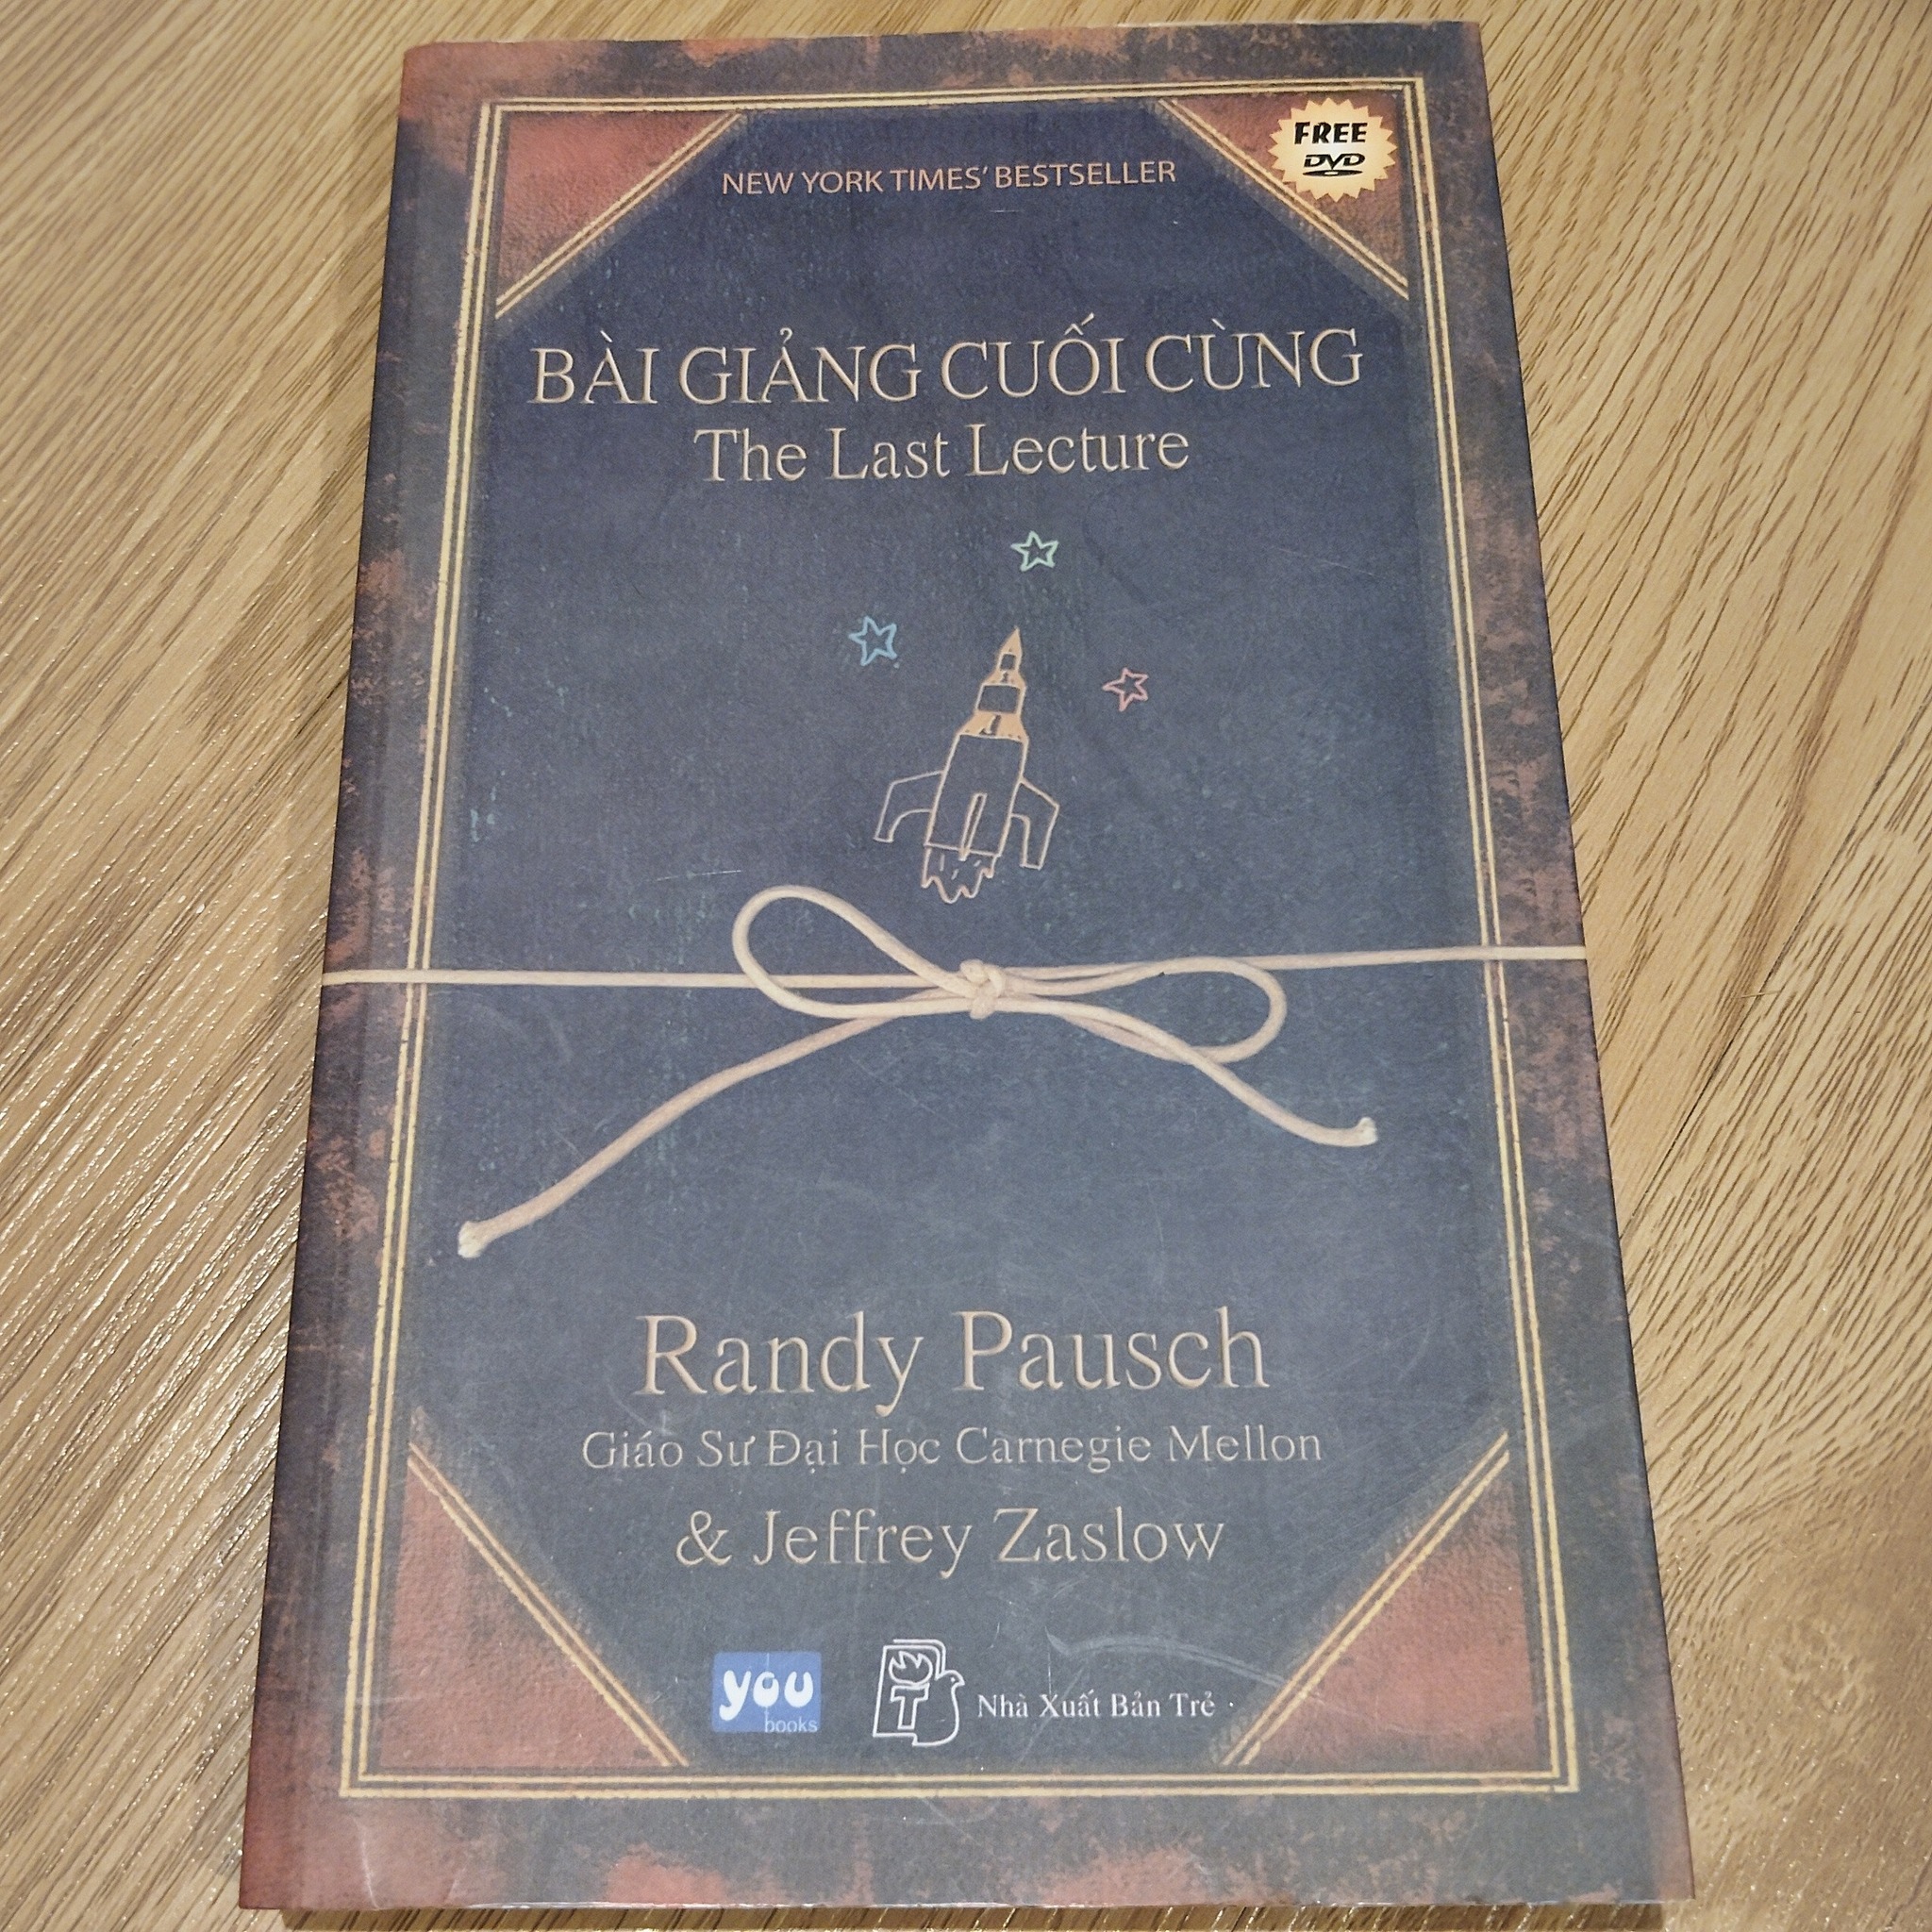 FREE
DVD
NEW YORK TIMES' BESTSELLER
BÀI GIẢNG CUỐI CÙNG
The Last Lecture
Randy Pausch
Giáo Sư Đại Học Carnegie Mellon
& Jeffrey Zaslow
you
books
T
Nhà Xuất Bản Trẻ